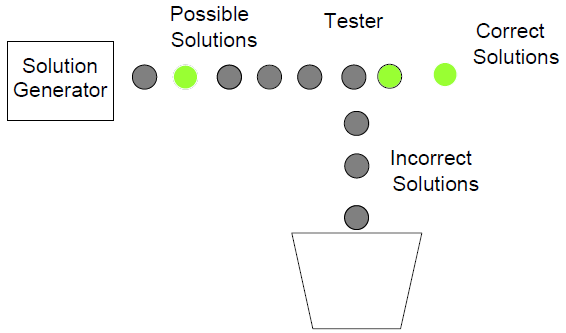 Solution
Generator
Possible
Solutions
Tester
Correct
Solutions
Incorrect
Solutions